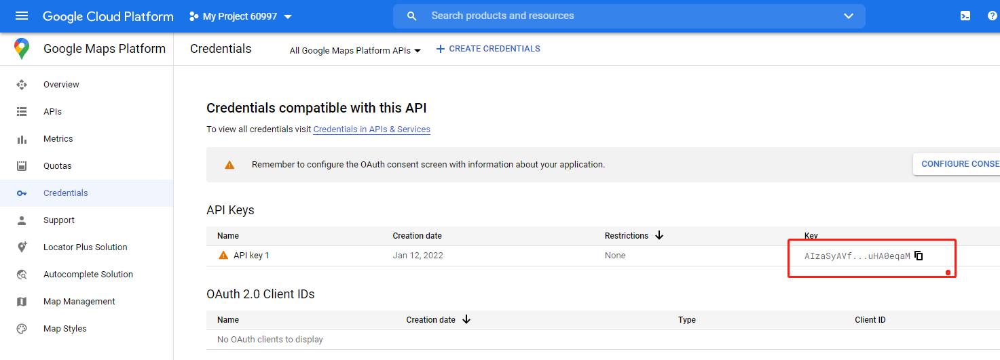 Google Cloud Platform My Project 60997 Search products and resources
Google Maps Platform Credentials All Google Maps Platform APIs CREATE CREDENTIALS
Overview
APIs
Metrics
Quotas
Credentials
Support
Locator Plus Solution
Autocomplete Solution
Map Management
Map Styles
Credentials compatible with this API
To view all credentials visit Credentials in APIs & Services
Remember to configure the OAuth consent screen with information about your application. CONFIGURE CONSE
API Keys
Name Creation date Restrictions Key
API key 1 Jan 12, 2022 None AIzaSyAVf...uHA0eqaM
OAuth 2.0 Client IDs
Name Creation date Type Client ID
No OAuth clients to display